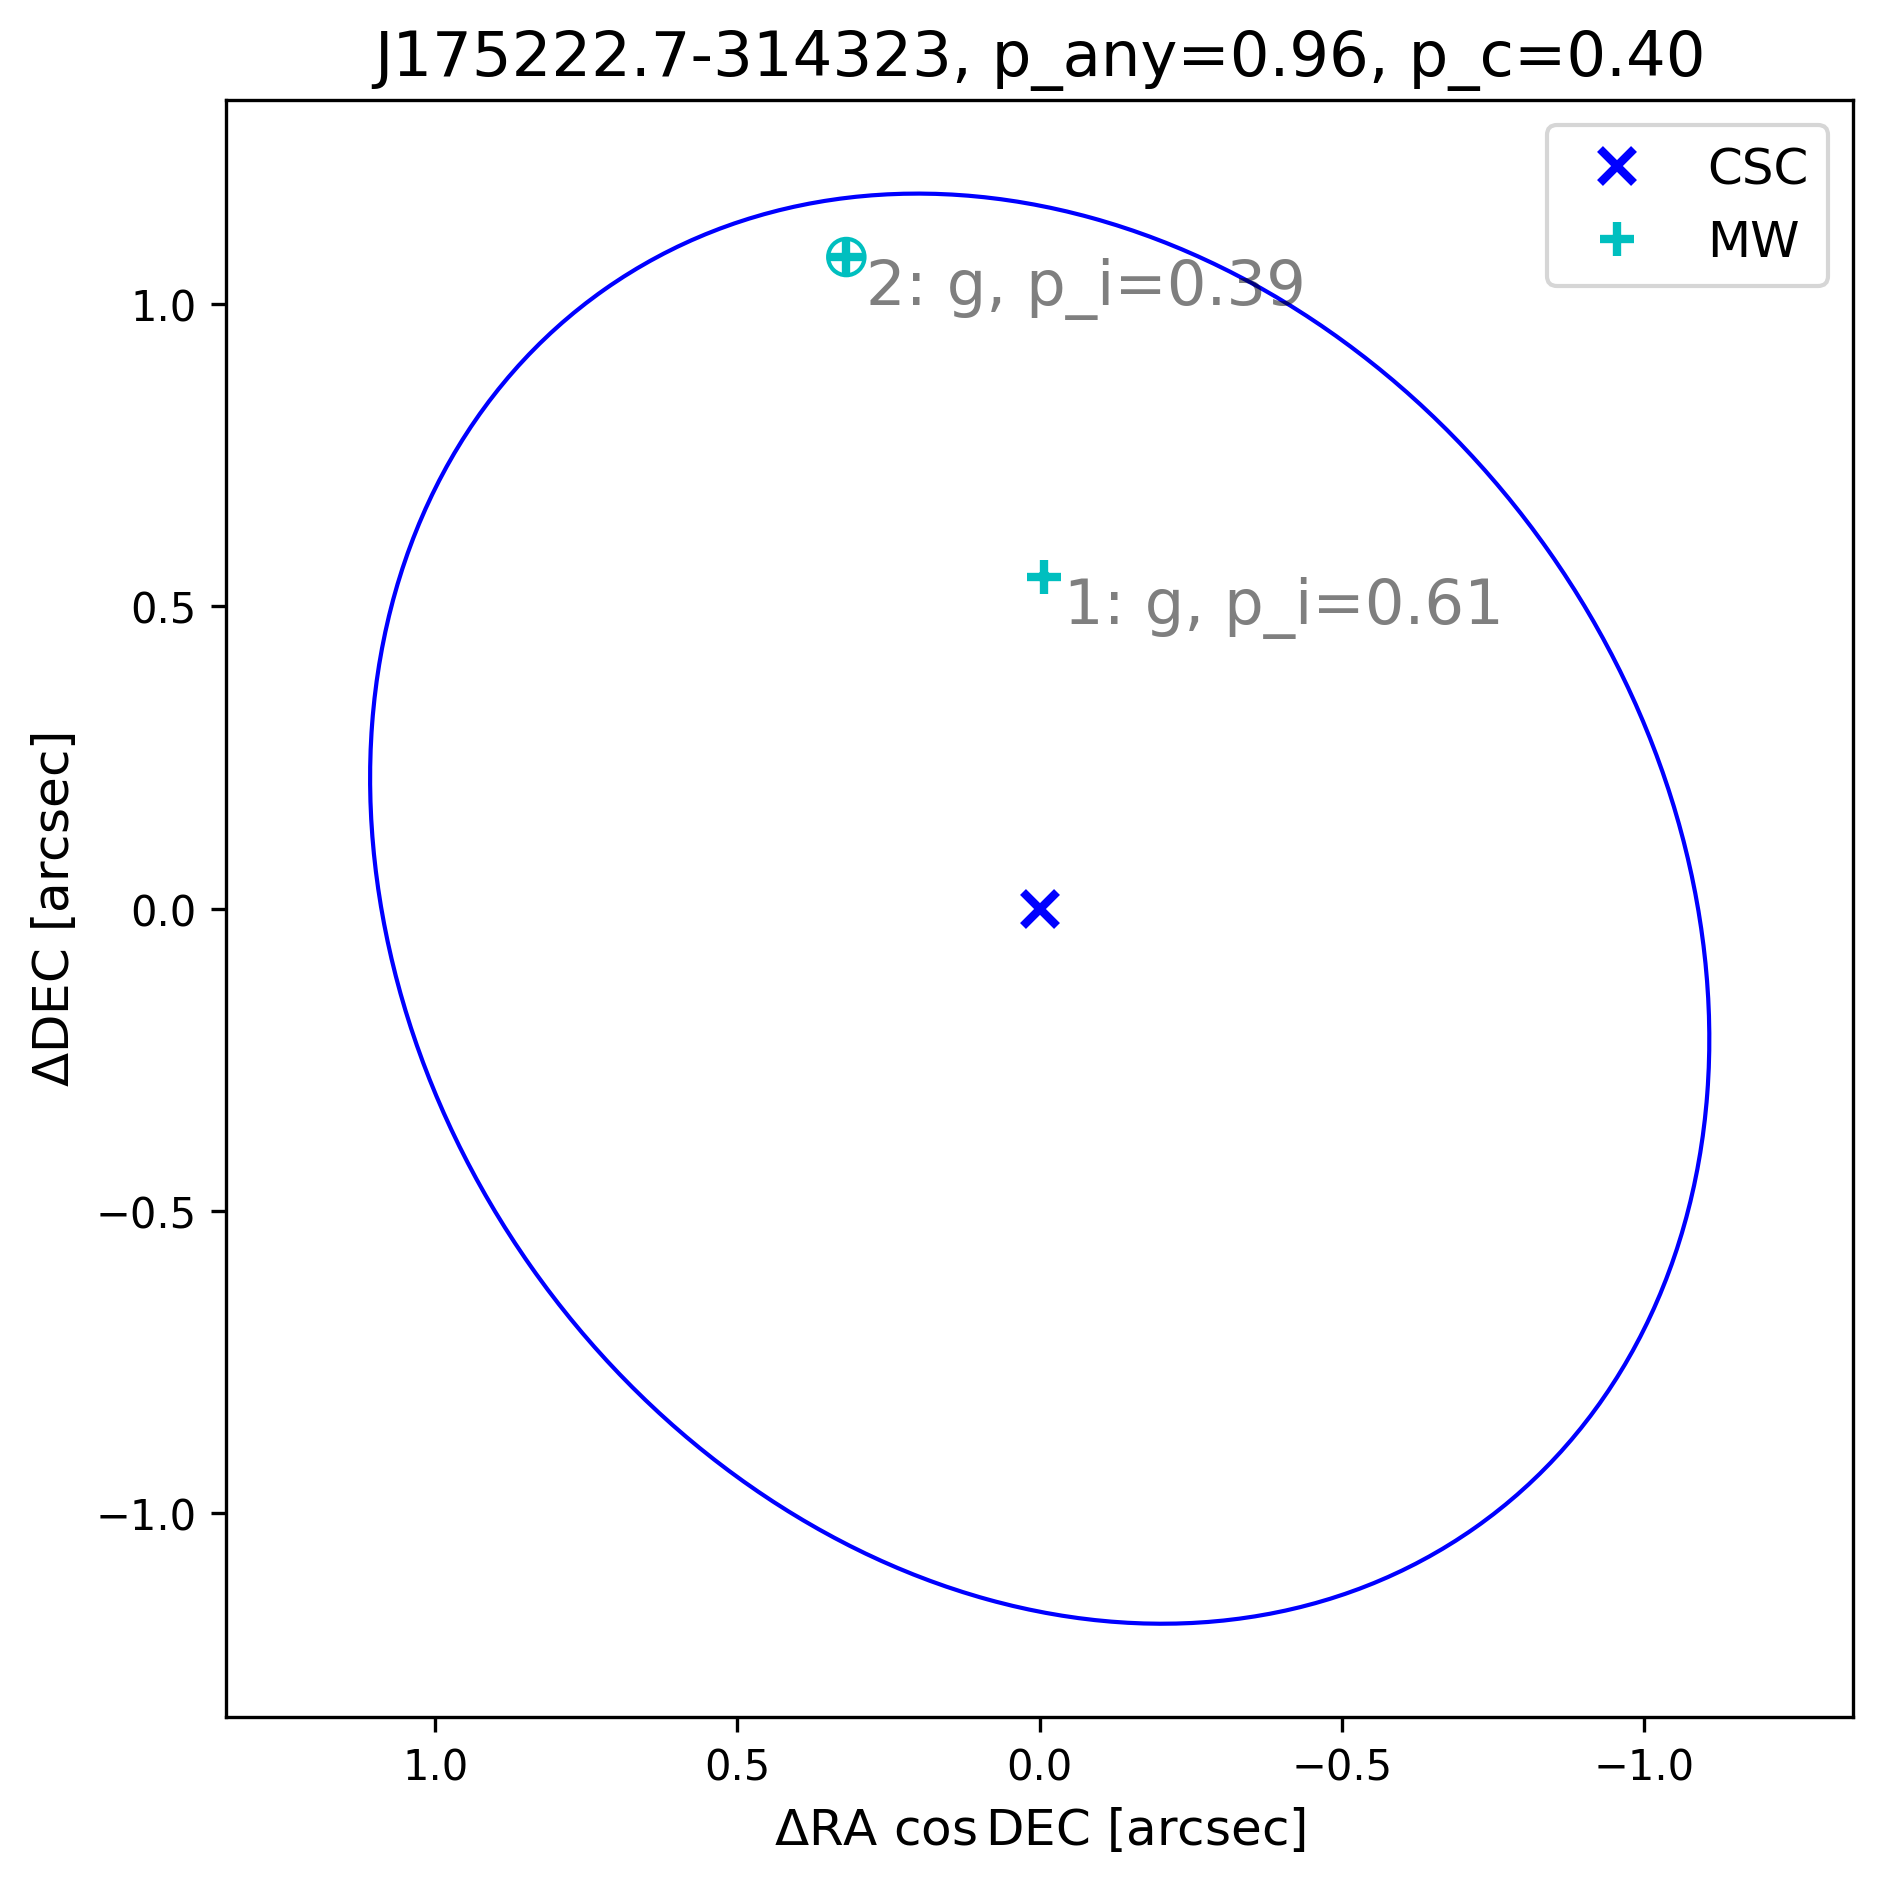 J175222.7-314323, p_any=0.96, p_c=0.40
CSC
MW
2: g, p_i=0.39
1: g, p_i=0.61
1.0
0.5
0.0
−0.5
−1.0
ΔDEC [arcsec]
1.0
0.5
0.0
−0.5
−1.0
ΔRA cos DEC [arcsec]